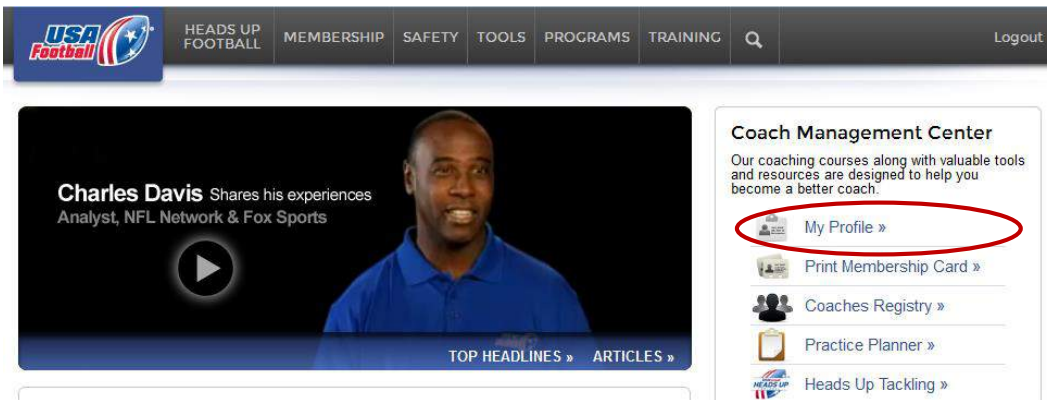 USA
Football
HEADS UP
FOOTBALL
MEMBERSHIP
SAFETY
TOOLS
PROGRAMS
TRAINING
Logout
Charles Davis Shares his experiences
Analyst, NFL Network & Fox Sports
TOP HEADLINES » ARTICLES »
Coach Management Center
Our coaching courses along with valuable tools
and resources are designed to help you
become a better coach.
My Profile »
Print Membership Card »
Coaches Registry »
Practice Planner »
HEADS UP
Heads Up Tackling »